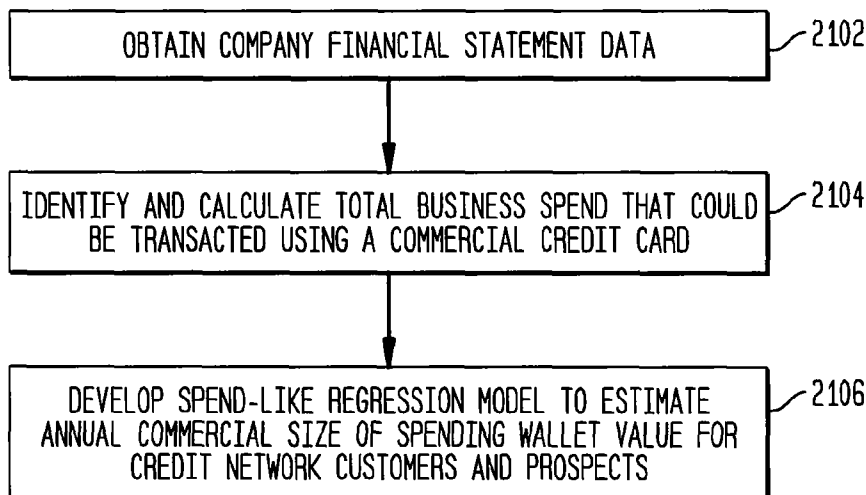 OBTAIN COMPANY FINANCIAL STATEMENT DATA
2102
IDENTIFY AND CALCULATE TOTAL BUSINESS SPEND THAT COULD
BE TRANSACTED USING A COMMERCIAL CREDIT CARD
2104
DEVELOP SPEND-LIKE REGRESSION MODEL TO ESTIMATE
ANNUAL COMMERCIAL SIZE OF SPENDING WALLET VALUE FOR
CREDIT NETWORK CUSTOMERS AND PROSPECTS
2106